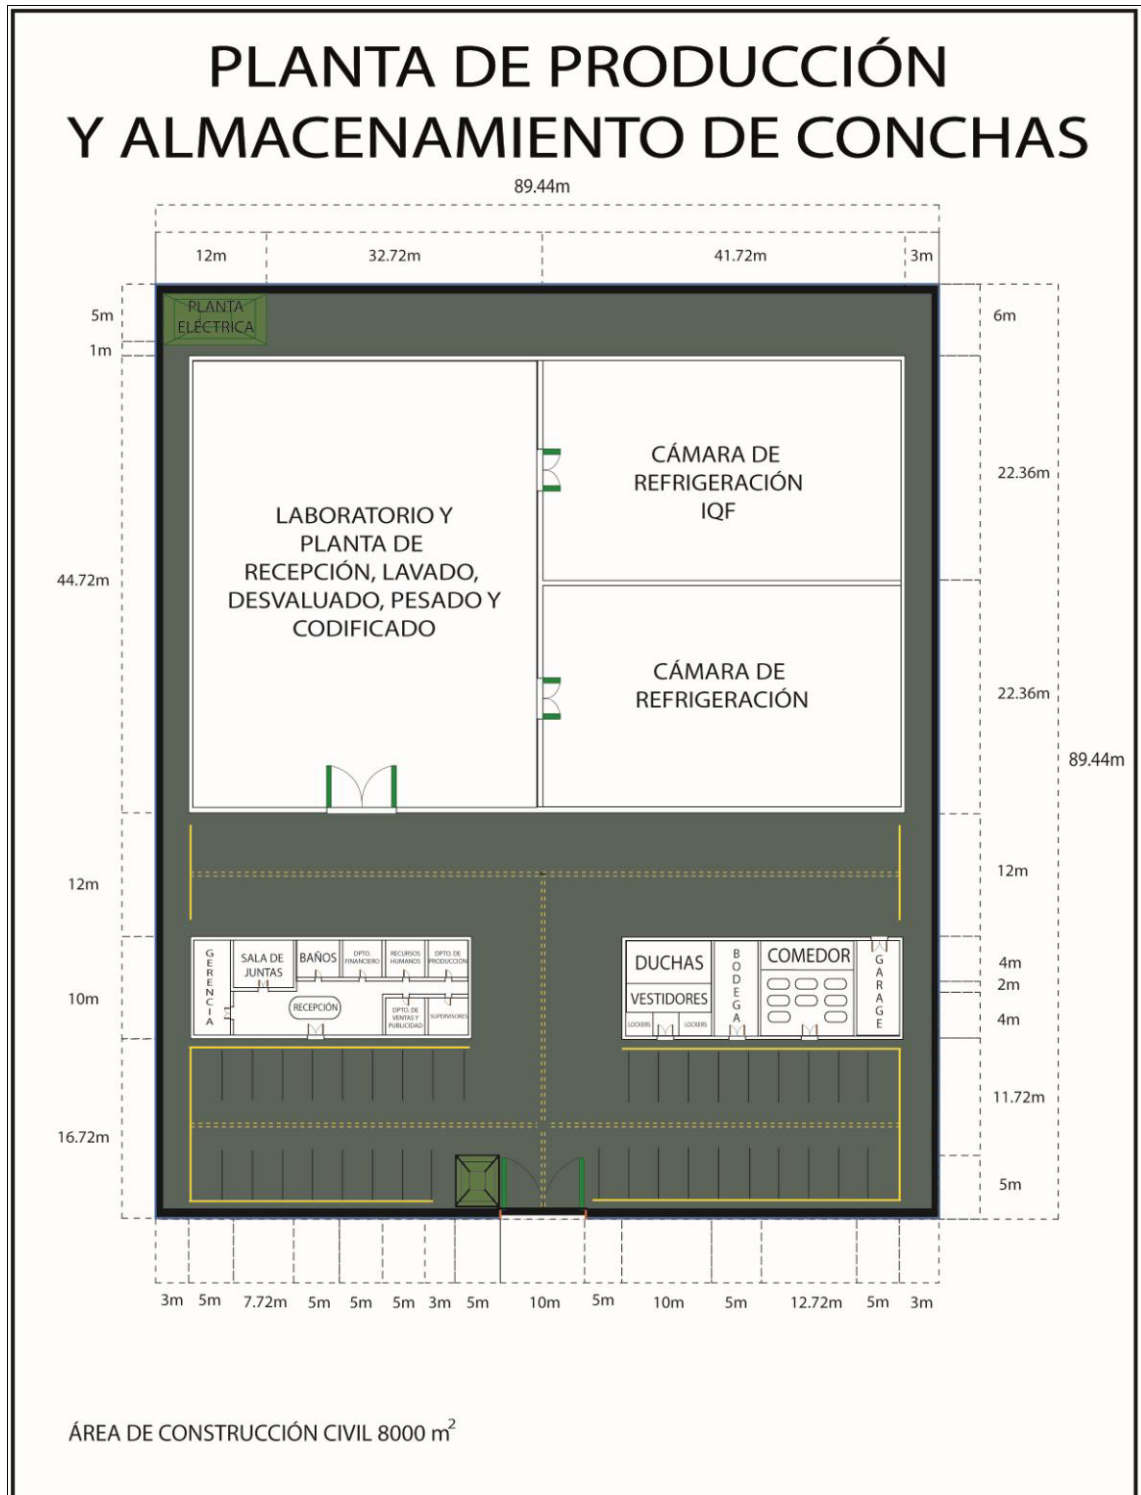 PLANTA DE PRODUCCIÓN
Y ALMACENAMIENTO DE CONCHAS
89.44m
12m
32.72m
41.72m
3m
PLANTA
ELÉCTRICA
5m
1m
6m
LABORATORIO Y
PLANTA DE
RECEPCIÓN, LAVADO,
DESVALUADO, PESADO Y
CODIFICADO
CÁMARA DE
REFRIGERACIÓN
IQF
22.36m
44.72m
CÁMARA DE
REFRIGERACIÓN
22.36m
89.44m
12m
12m
GERENCIA
SALA DE
JUNTAS
BAÑOS
DPTO.
FINANCIERO
RECURSOS
HUMANOS
DPTO. DE
PRODUCCIÓN
RECEPCIÓN
DPTO. DE
VENTAS Y
PUBLICIDAD
SUPERVISORES
DUCHAS
VESTIDORES
LOCKERS
LOCKERS
BODEGA
COMEDOR
GARAGE
10m
4m
2m
4m
11.72m
16.72m
5m
3m 5m 7.72m 5m 5m 5m 3m 5m 10m 5m 10m 5m 12.72m 5m 3m
ÁREA DE CONSTRUCCIÓN CIVIL 8000 m²